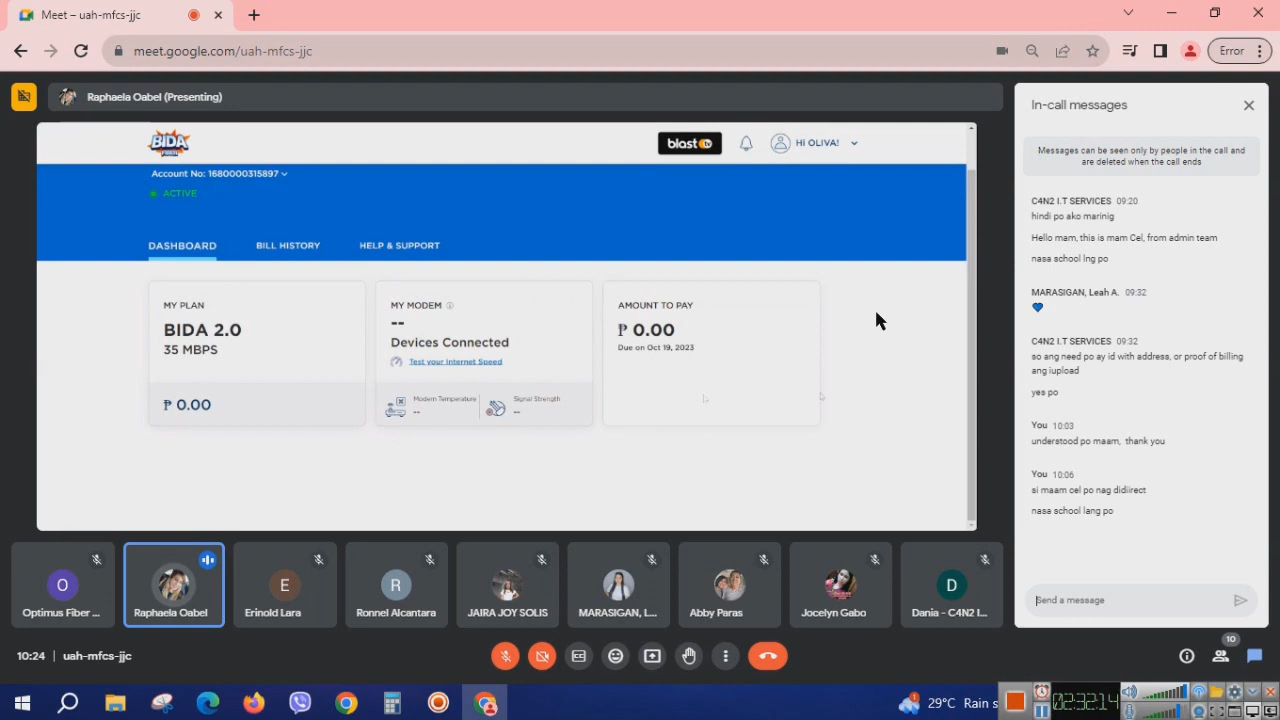 Meet – uah-mfcs-jjc
meet.google.com/uah-mfcs-jjc
Error
Raphaela Oabel (Presenting)
BIDA
FIBER
blast tv
HI OLIVA!
Account No: 1680000315897
ACTIVE
DASHBOARD
BILL HISTORY
HELP & SUPPORT
MY PLAN
BIDA 2.0
35 MBPS
₱ 0.00
MY MODEM
--
Devices Connected
Test your Internet Speed
Modem Temperature
--
Signal Strength
--
AMOUNT TO PAY
₱ 0.00
Due on Oct 19, 2023
In-call messages
Messages can be seen only by people in the call and
are deleted when the call ends
C4N2 I.T SERVICES 09:20
hindi po ako marinig
Hello mam, this is mam Cel, from admin team
nasa school lng po
MARASIGAN, Leah A. 09:32
C4N2 I.T SERVICES 09:32
so ang need po ay id with address, or proof of billing
ang iupload
yes po
You 10:03
understood po maam, thank you
You 10:06
si maam cel po nag didiirect
nasa school lang po
Send a message
O
Optimus Fiber ...
Raphaela Oabel
E
Erinold Lara
R
Ronnel Alcantara
JAIRA JOY SOLIS
MARASIGAN, L...
Abby Paras
Jocelyn Gabo
D
Dania - C4N2 I...
10:24 | uah-mfcs-jjc
10
29°C Rain s
02:32:14